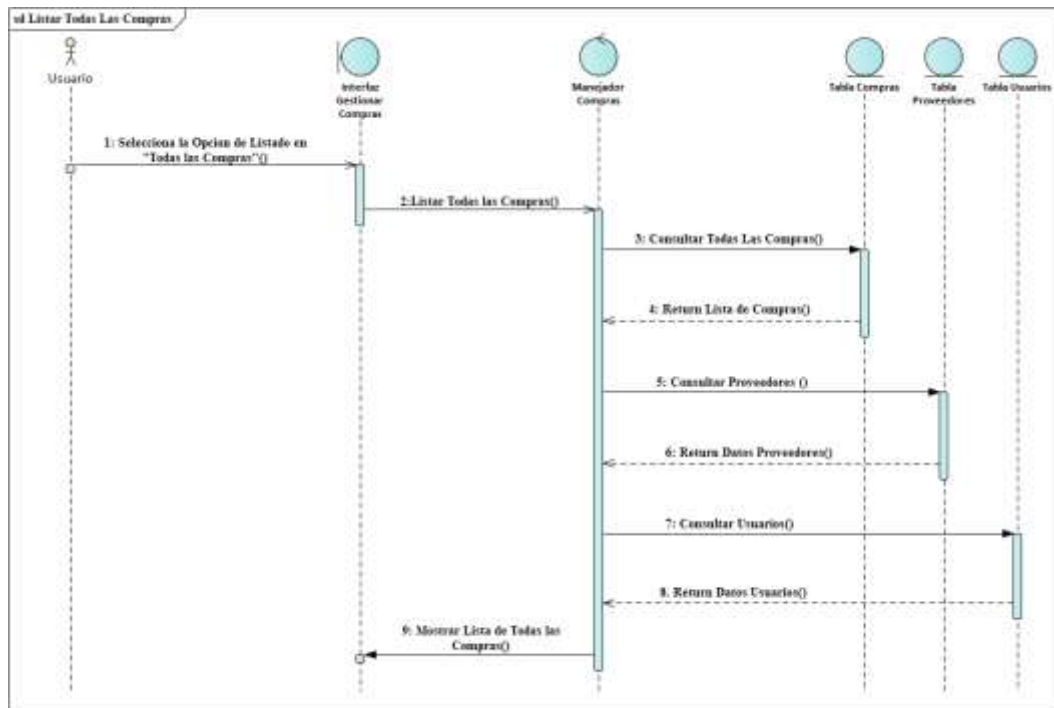 sd Listar Todas Las Compras
Usuario
Interfaz
Gestionar
Compras
Manejador
Compras
Tabla Compras
Tabla
Proveedores
Tabla Usuarios
1: Selecciona la Opcion de Listado en
"Todas las Compras"()
2:Listar Todas las Compras()
3: Consultar Todas Las Compras()
4: Return Lista de Compras()
5: Consultar Proveedores ()
6: Return Datos Proveedores()
7: Consultar Usuarios()
8. Return Datos Usuarios()
9: Mostrar Lista de Todas las
Compras()